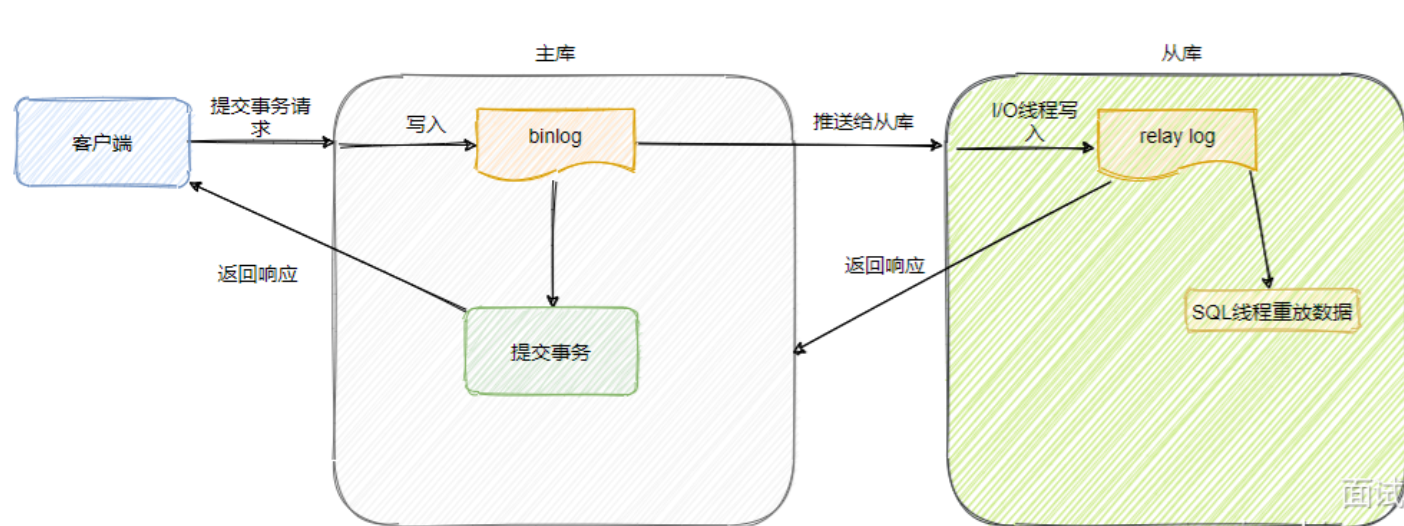 主库
从库
客户端
提交事务请
求
写入
binlog
推送给从库
I/O线程写
入
relay log
返回响应
返回响应
SQL线程重放数据
提交事务
面试